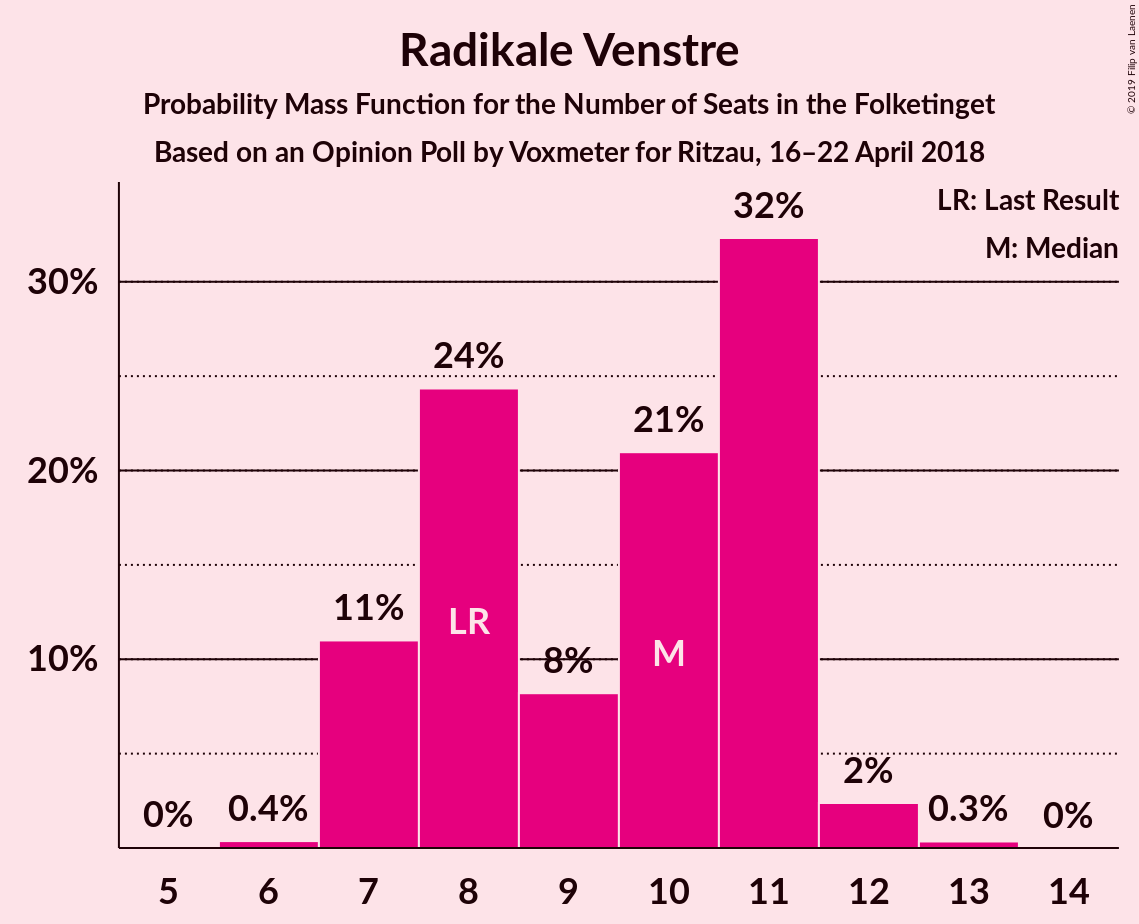 Radikale Venstre
Probability Mass Function for the Number of Seats in the Folketinget
Based on an Opinion Poll by Voxmeter for Ritzau, 16–22 April 2018
© 2019 Filip van Laenen
LR: Last Result
M: Median
30%
20%
10%
0%
0.4%
11%
24%
8%
21%
32%
2%
0.3%
0%
LR
M
5 6 7 8 9 10 11 12 13 14